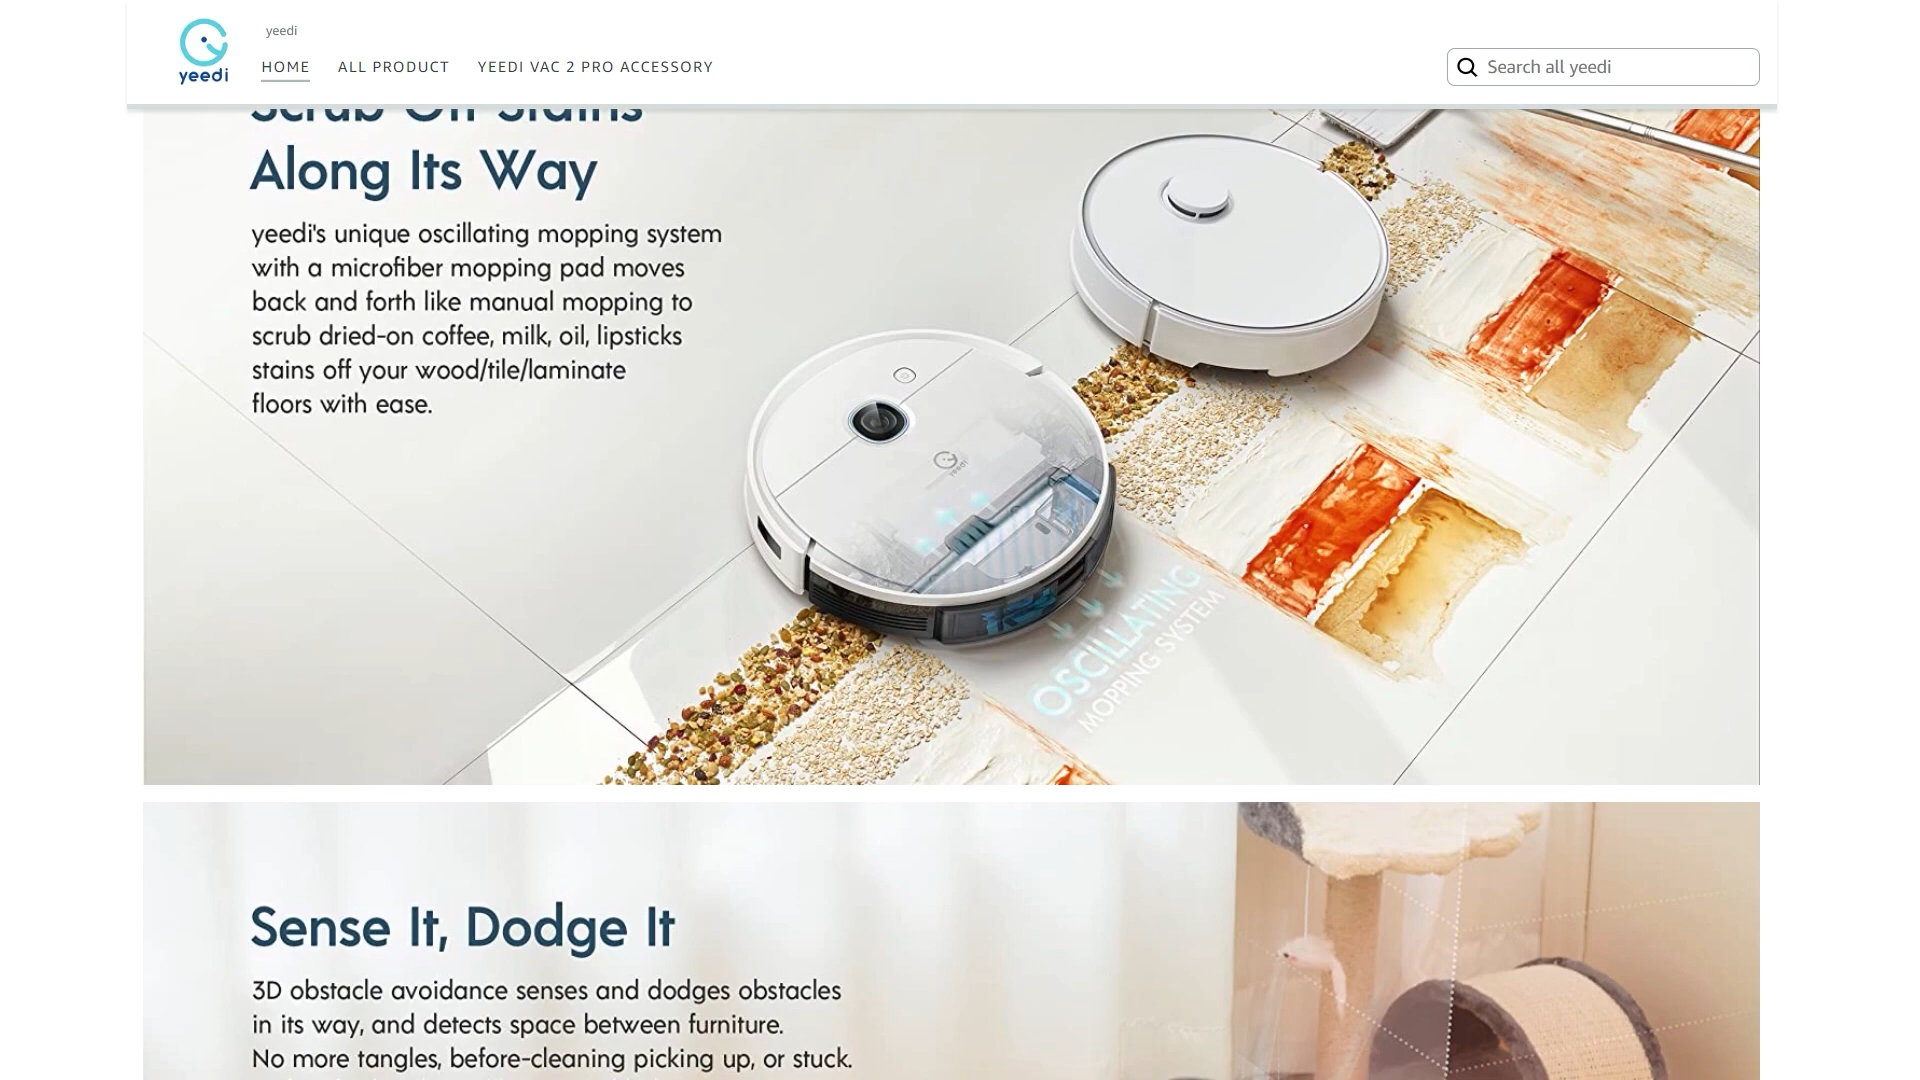 yeedi
yeedi
HOME ALL PRODUCT YEEDI VAC 2 PRO ACCESSORY
Search all yeedi
Scrub Off Stains
Along Its Way
yeedi's unique oscillating mopping system
with a microfiber mopping pad moves
back and forth like manual mopping to
scrub dried-on coffee, milk, oil, lipsticks
stains off your wood/tile/laminate
floors with ease.
yeedi
OSCILLATING
MOPPING SYSTEM
Sense It, Dodge It
3D obstacle avoidance senses and dodges obstacles
in its way, and detects space between furniture.
No more tangles, before-cleaning picking up, or stuck.